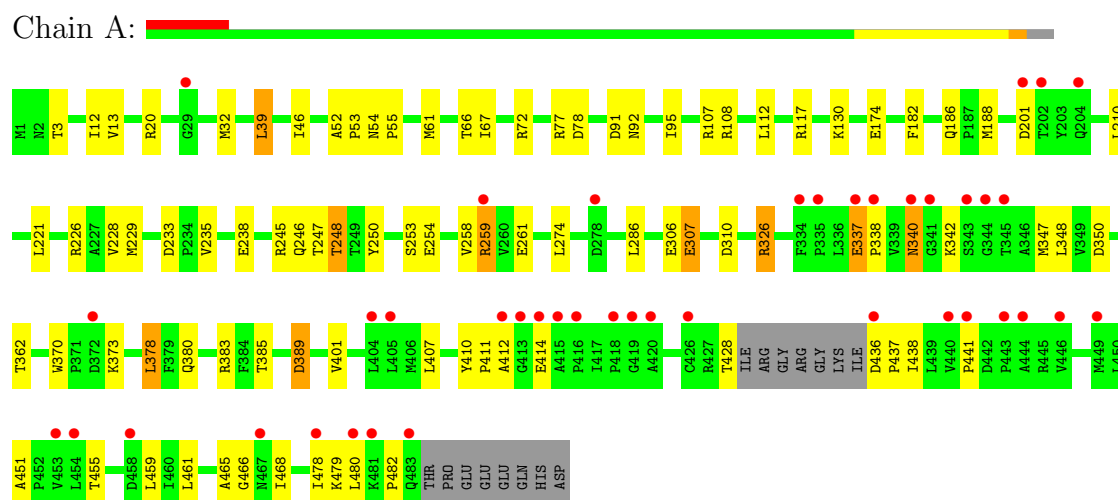 Chain A:
M1 N2 T3 I12 V13 R20 G29 M32 L39 I46 A52 P53 N54 P55 M61 T66 I67 R72 R77 D78 D91 N92 I95 R107 R108 L112 R117 K130 E174 F182 Q186 P187 M188 D201 T202 Y203 Q204
L221 R226 A227 V228 M229 D233 P234 V235 E238 R245 Q246 T247 T248 T249 Y250 S253 E254 V258 R259 V260 E261 L274 D278 L286 E306 E307 D310 R326 F334 P335 L336 E337 P338 V339 N340 G341 K342 S343 G344 T345 A346 M347 L348 V349 D350
T362 W370 P371 D372 K373 L378 F379 Q380 R383 F384 T385 D389 V401 L404 L405 M406 L407 Y410 P411 A412 G413 E414 A415 P416 I417 P418 G419 A420 C426 R427 T428 ILE ARG GLY ARG GLY LYS ILE D436 P437 I438 L439 V440 P441 D442 P443 A444 R445 V446 M449
A451 P452 V453 L454 T455 D458 L459 I460 L461 A465 G466 N467 I468 I478 K479 L480 K481 P482 Q483 THR PRO GLU GLU GLU GLN HIS ASP